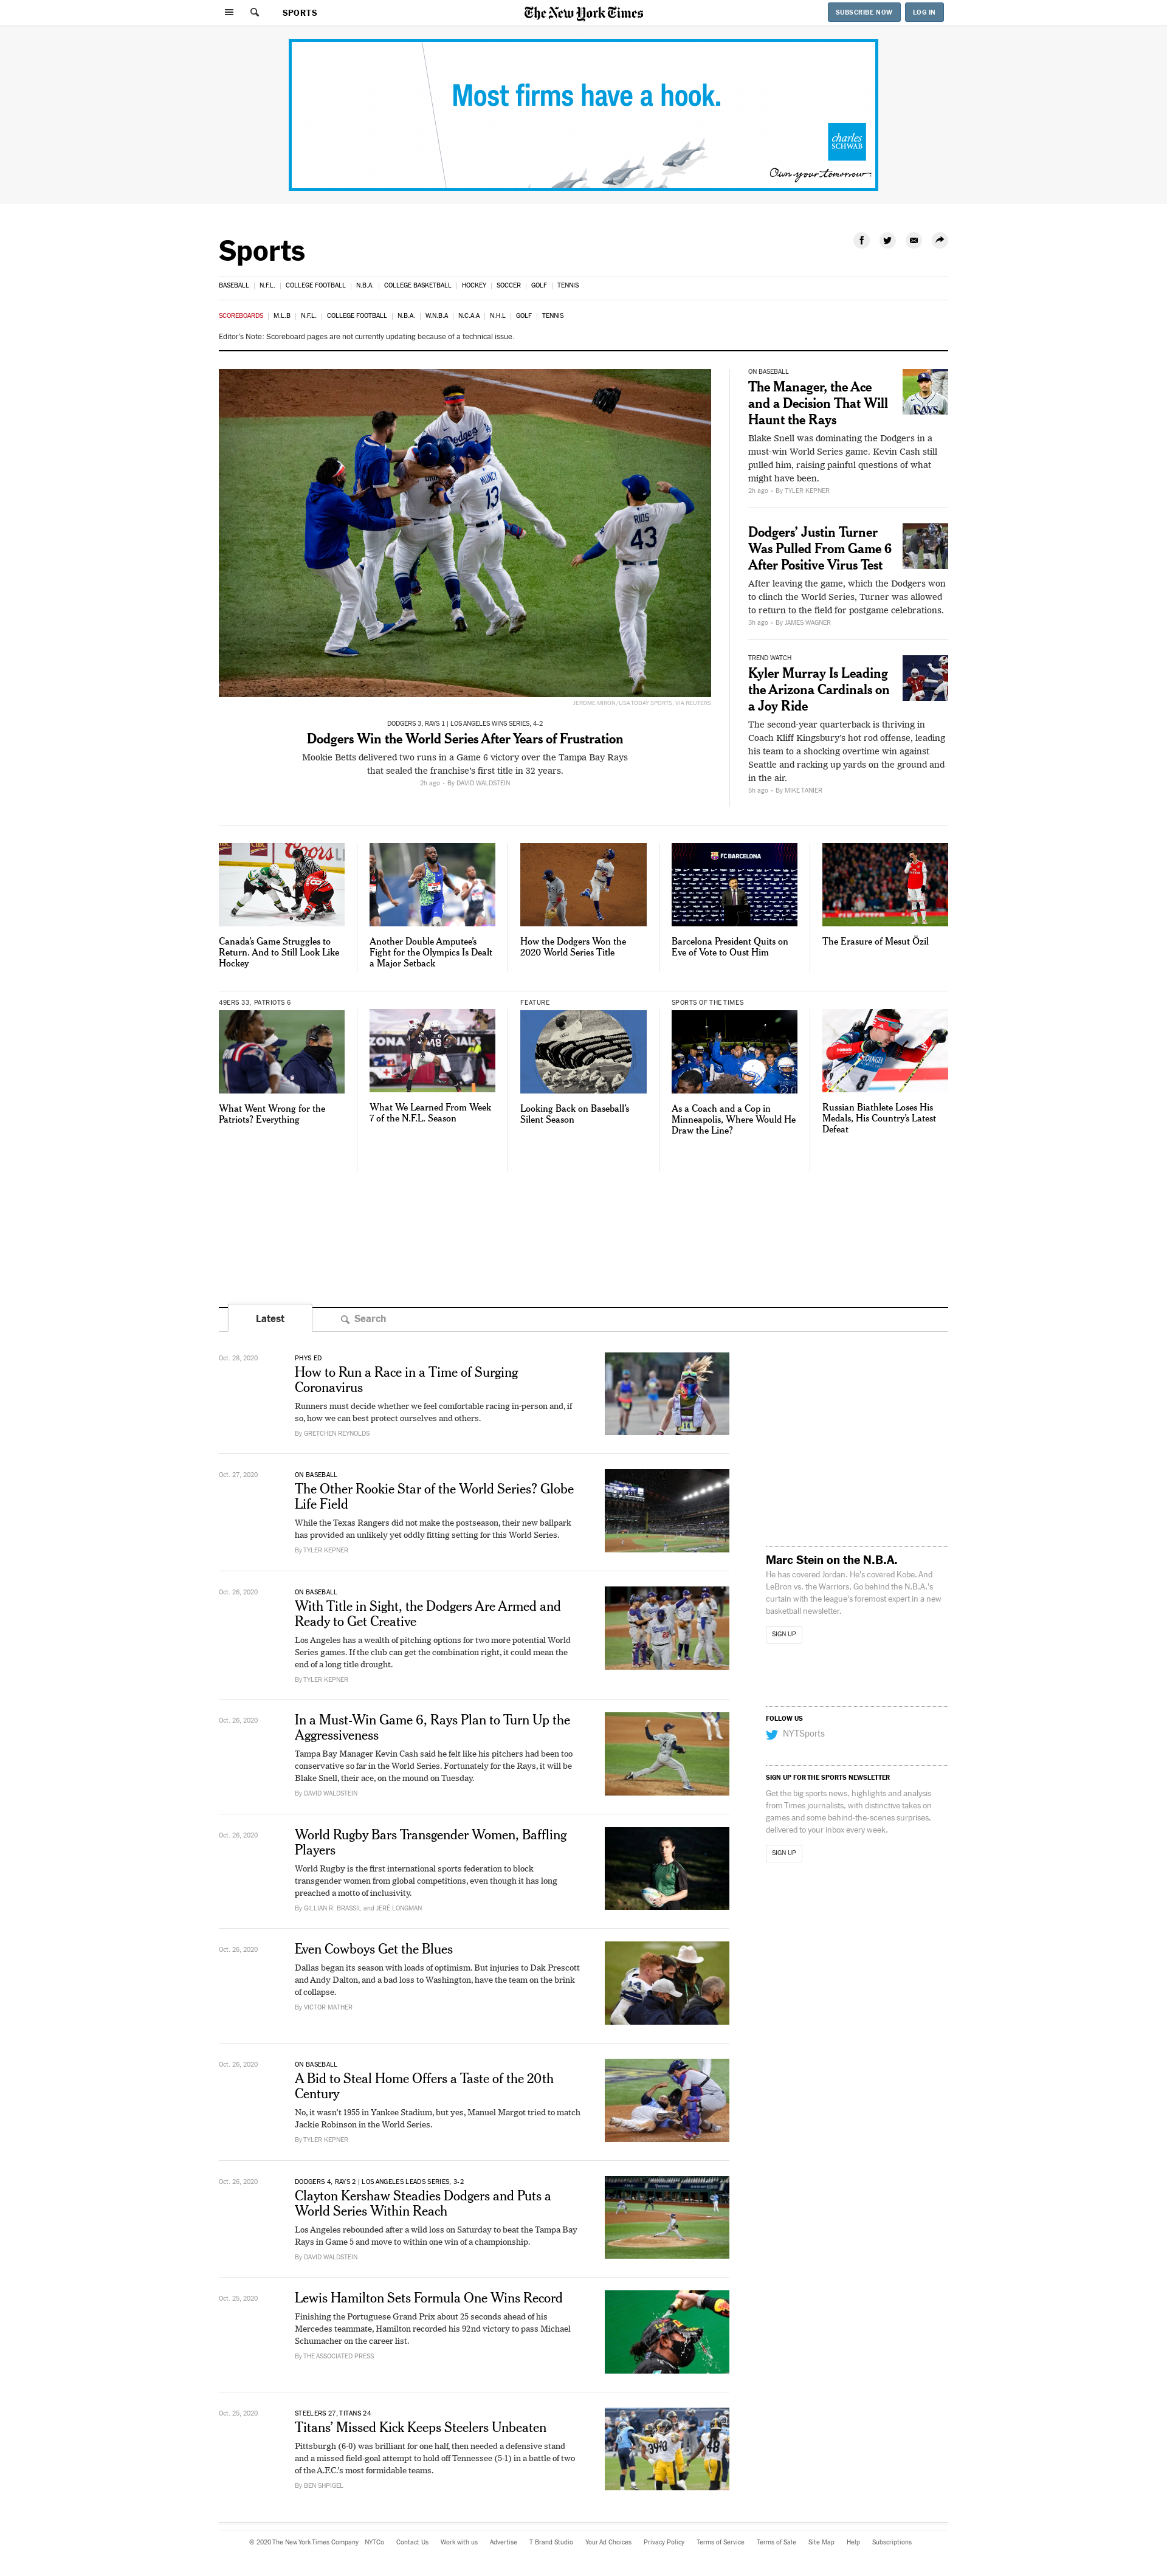 SPORTS
The New York Times
SUBSCRIBE NOW
LOG IN
Most firms have a hook.
charles
SCHWAB
Own your tomorrow
Sports
BASEBALL | N.F.L. | COLLEGE FOOTBALL | N.B.A. | COLLEGE BASKETBALL | HOCKEY | SOCCER | GOLF | TENNIS
SCOREBOARDS | M.L.B | N.F.L. | COLLEGE FOOTBALL | N.B.A. | W.N.B.A | N.C.A.A | N.H.L | GOLF | TENNIS
Editor's Note: Scoreboard pages are not currently updating because of a technical issue.
JEROME MIRON/USA TODAY SPORTS, VIA REUTERS
DODGERS 3, RAYS 1 | LOS ANGELES WINS SERIES, 4-2
Dodgers Win the World Series After Years of Frustration
Mookie Betts delivered two runs in a Game 6 victory over the Tampa Bay Rays
that sealed the franchise's first title in 32 years.
2h ago · By DAVID WALDSTEIN
ON BASEBALL
The Manager, the Ace
and a Decision That Will
Haunt the Rays
Blake Snell was dominating the Dodgers in a
must-win World Series game. Kevin Cash still
pulled him, raising painful questions of what
might have been.
2h ago · By TYLER KEPNER
Dodgers' Justin Turner
Was Pulled From Game 6
After Positive Virus Test
After leaving the game, which the Dodgers won
to clinch the World Series, Turner was allowed
to return to the field for postgame celebrations.
3h ago · By JAMES WAGNER
TREND WATCH
Kyler Murray Is Leading
the Arizona Cardinals on
a Joy Ride
The second-year quarterback is thriving in
Coach Kliff Kingsbury's hot rod offense, leading
his team to a shocking overtime win against
Seattle and racking up yards on the ground and
in the air.
5h ago · By MIKE TANIER
Canada's Game Struggles to
Return. And to Still Look Like
Hockey
Another Double Amputee's
Fight for the Olympics Is Dealt
a Major Setback
How the Dodgers Won the
2020 World Series Title
FC BARCELONA
Barcelona President Quits on
Eve of Vote to Oust Him
The Erasure of Mesut Özil
49ERS 33, PATRIOTS 6
What Went Wrong for the
Patriots? Everything
What We Learned From Week
7 of the N.F.L. Season
FEATURE
Looking Back on Baseball's
Silent Season
SPORTS OF THE TIMES
As a Coach and a Cop in
Minneapolis, Where Would He
Draw the Line?
Russian Biathlete Loses His
Medals, His Country's Latest
Defeat
Latest
Search
Oct. 28, 2020
PHYS ED
How to Run a Race in a Time of Surging
Coronavirus
Runners must decide whether we feel comfortable racing in-person and, if
so, how we can best protect ourselves and others.
By GRETCHEN REYNOLDS
Oct. 27, 2020
ON BASEBALL
The Other Rookie Star of the World Series? Globe
Life Field
While the Texas Rangers did not make the postseason, their new ballpark
has provided an unlikely yet oddly fitting setting for this World Series.
By TYLER KEPNER
Oct. 26, 2020
ON BASEBALL
With Title in Sight, the Dodgers Are Armed and
Ready to Get Creative
Los Angeles has a wealth of pitching options for two more potential World
Series games. If the club can get the combination right, it could mean the
end of a long title drought.
By TYLER KEPNER
Oct. 26, 2020
In a Must-Win Game 6, Rays Plan to Turn Up the
Aggressiveness
Tampa Bay Manager Kevin Cash said he felt like his pitchers had been too
conservative so far in the World Series. Fortunately for the Rays, it will be
Blake Snell, their ace, on the mound on Tuesday.
By DAVID WALDSTEIN
Oct. 26, 2020
World Rugby Bars Transgender Women, Baffling
Players
World Rugby is the first international sports federation to block
transgender women from global competitions, even though it has long
preached a motto of inclusivity.
By GILLIAN R. BRASSIL and JERÉ LONGMAN
Oct. 26, 2020
Even Cowboys Get the Blues
Dallas began its season with loads of optimism. But injuries to Dak Prescott
and Andy Dalton, and a bad loss to Washington, have the team on the brink
of collapse.
By VICTOR MATHER
Oct. 26, 2020
ON BASEBALL
A Bid to Steal Home Offers a Taste of the 20th
Century
No, it wasn't 1955 in Yankee Stadium, but yes, Manuel Margot tried to match
Jackie Robinson in the World Series.
By TYLER KEPNER
Oct. 26, 2020
DODGERS 4, RAYS 2 | LOS ANGELES LEADS SERIES, 3-2
Clayton Kershaw Steadies Dodgers and Puts a
World Series Within Reach
Los Angeles rebounded after a wild loss on Saturday to beat the Tampa Bay
Rays in Game 5 and move to within one win of a championship.
By DAVID WALDSTEIN
Oct. 25, 2020
Lewis Hamilton Sets Formula One Wins Record
Finishing the Portuguese Grand Prix about 25 seconds ahead of his
Mercedes teammate, Hamilton recorded his 92nd victory to pass Michael
Schumacher on the career list.
By THE ASSOCIATED PRESS
Oct. 25, 2020
STEELERS 27, TITANS 24
Titans' Missed Kick Keeps Steelers Unbeaten
Pittsburgh (6-0) was brilliant for one half, then needed a defensive stand
and a missed field-goal attempt to hold off Tennessee (5-1) in a battle of two
of the A.F.C.'s most formidable teams.
By BEN SHPIGEL
Marc Stein on the N.B.A.
He has covered Jordan. He's covered Kobe. And
LeBron vs. the Warriors. Go behind the N.B.A.'s
curtain with the league's foremost expert in a new
basketball newsletter.
SIGN UP
FOLLOW US
NYTSports
SIGN UP FOR THE SPORTS NEWSLETTER
Get the big sports news, highlights and analysis
from Times journalists, with distinctive takes on
games and some behind-the-scenes surprises,
delivered to your inbox every week.
SIGN UP
© 2020 The New York Times Company NYTCo Contact Us Work with us Advertise T Brand Studio Your Ad Choices Privacy Policy Terms of Service Terms of Sale Site Map Help Subscriptions